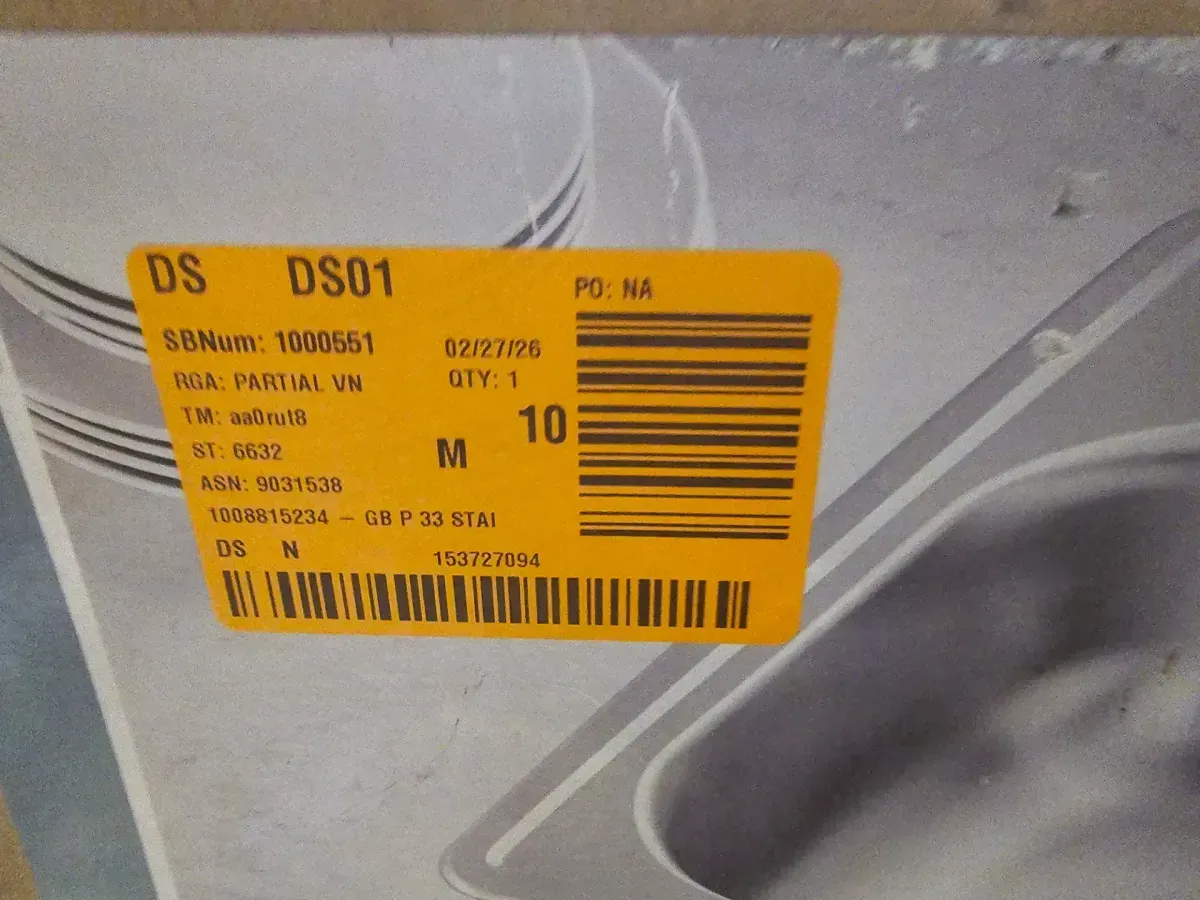 DS DS01
PO: NA
SBNum: 1000551 02/27/26
RGA: PARTIAL VN QTY: 1
TM: aa0rul8
10
ST: 6632 M
ASN: 9031538
1008815234 – GB P 33 STAI
DS N 153727094